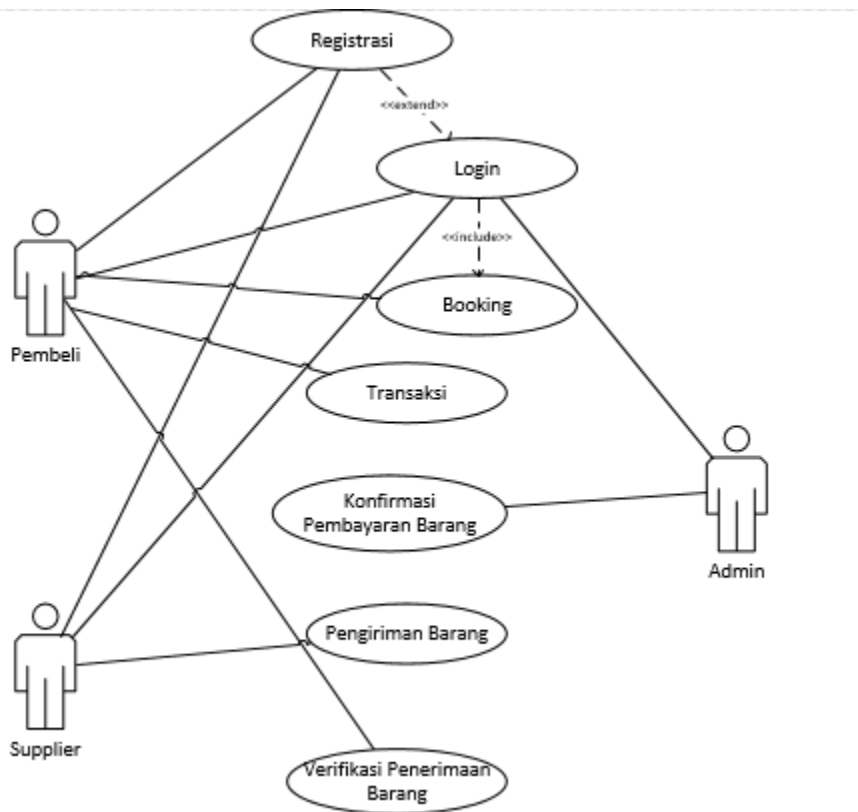 Registrasi
<<extend>>
Login
<<include>>
Booking
Pembeli
Transaksi
Konfirmasi
Pembayaran Barang
Admin
Pengiriman Barang
Supplier
Verifikasi Penerimaan
Barang